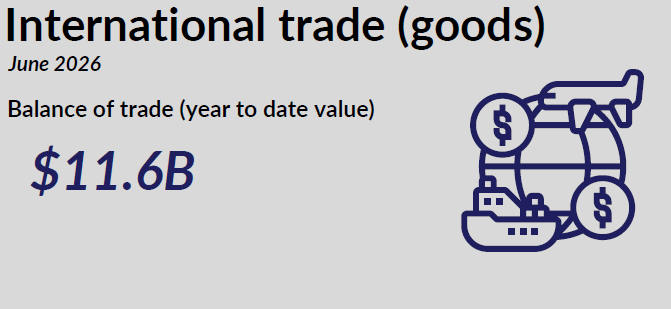 International trade (goods)
June 2026
Balance of trade (year to date value)
$11.6B
$
$